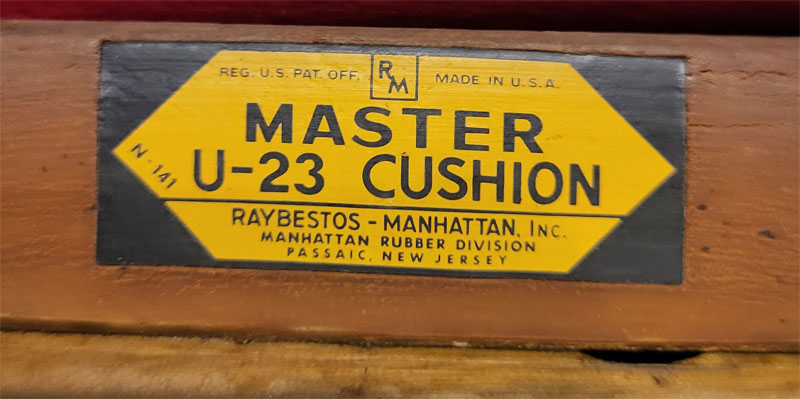 REG. U.S. PAT. OFF. RM MADE IN U.S.A.
MASTER
N-141
U-23 CUSHION
RAYBESTOS - MANHATTAN, INC.
MANHATTAN RUBBER DIVISION
PASSAIC, NEW JERSEY